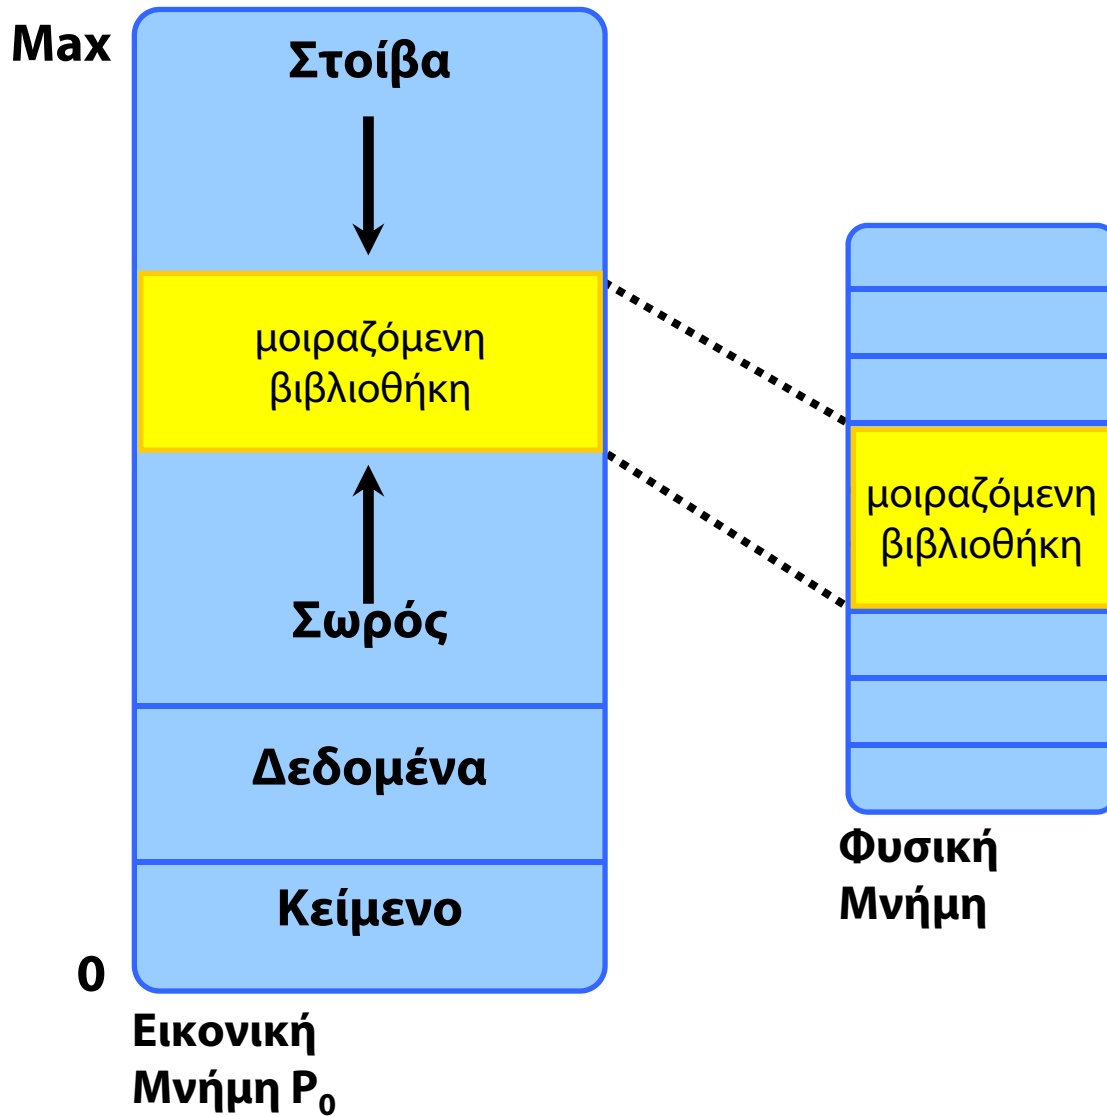 Max
Στοίβα
μοιραζόμενη
βιβλιοθήκη
μοιραζόμενη
βιβλιοθήκη
Σωρός
Δεδομένα
Κείμενο
0
Εικονική
Μνήμη P₀
Φυσική
Μνήμη